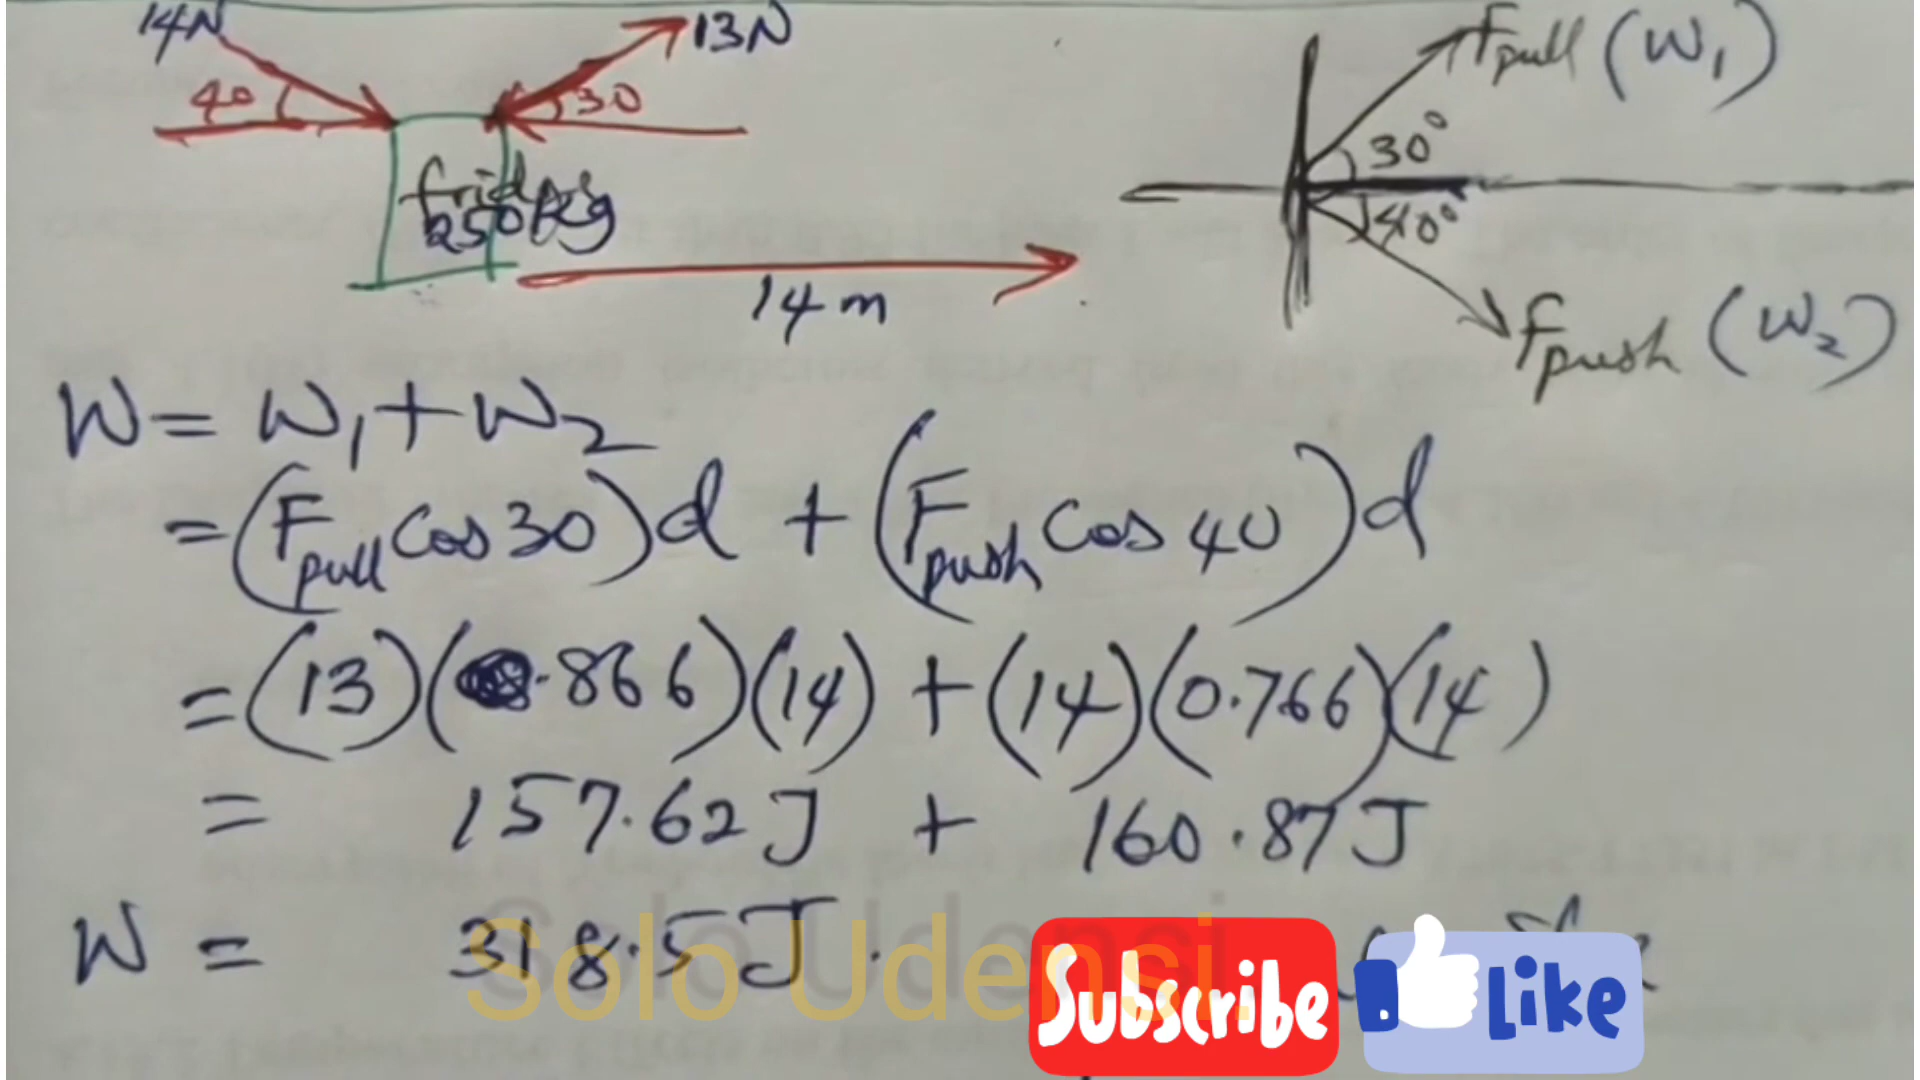 14N
13N
40
30
fridge
250kg
14 m
Fpull (W₁)
30°
40°
Fpush (W₂)
W = W₁ + W₂
= (Fpull Cos 30) d + (Fpush Cos 40) d
= (13)(0.866)(14) + (14)(0.766)(14)
= 157.62 J + 160.87 J
W = 318.5 J.
Solo Udensi.
Subscribe
Like